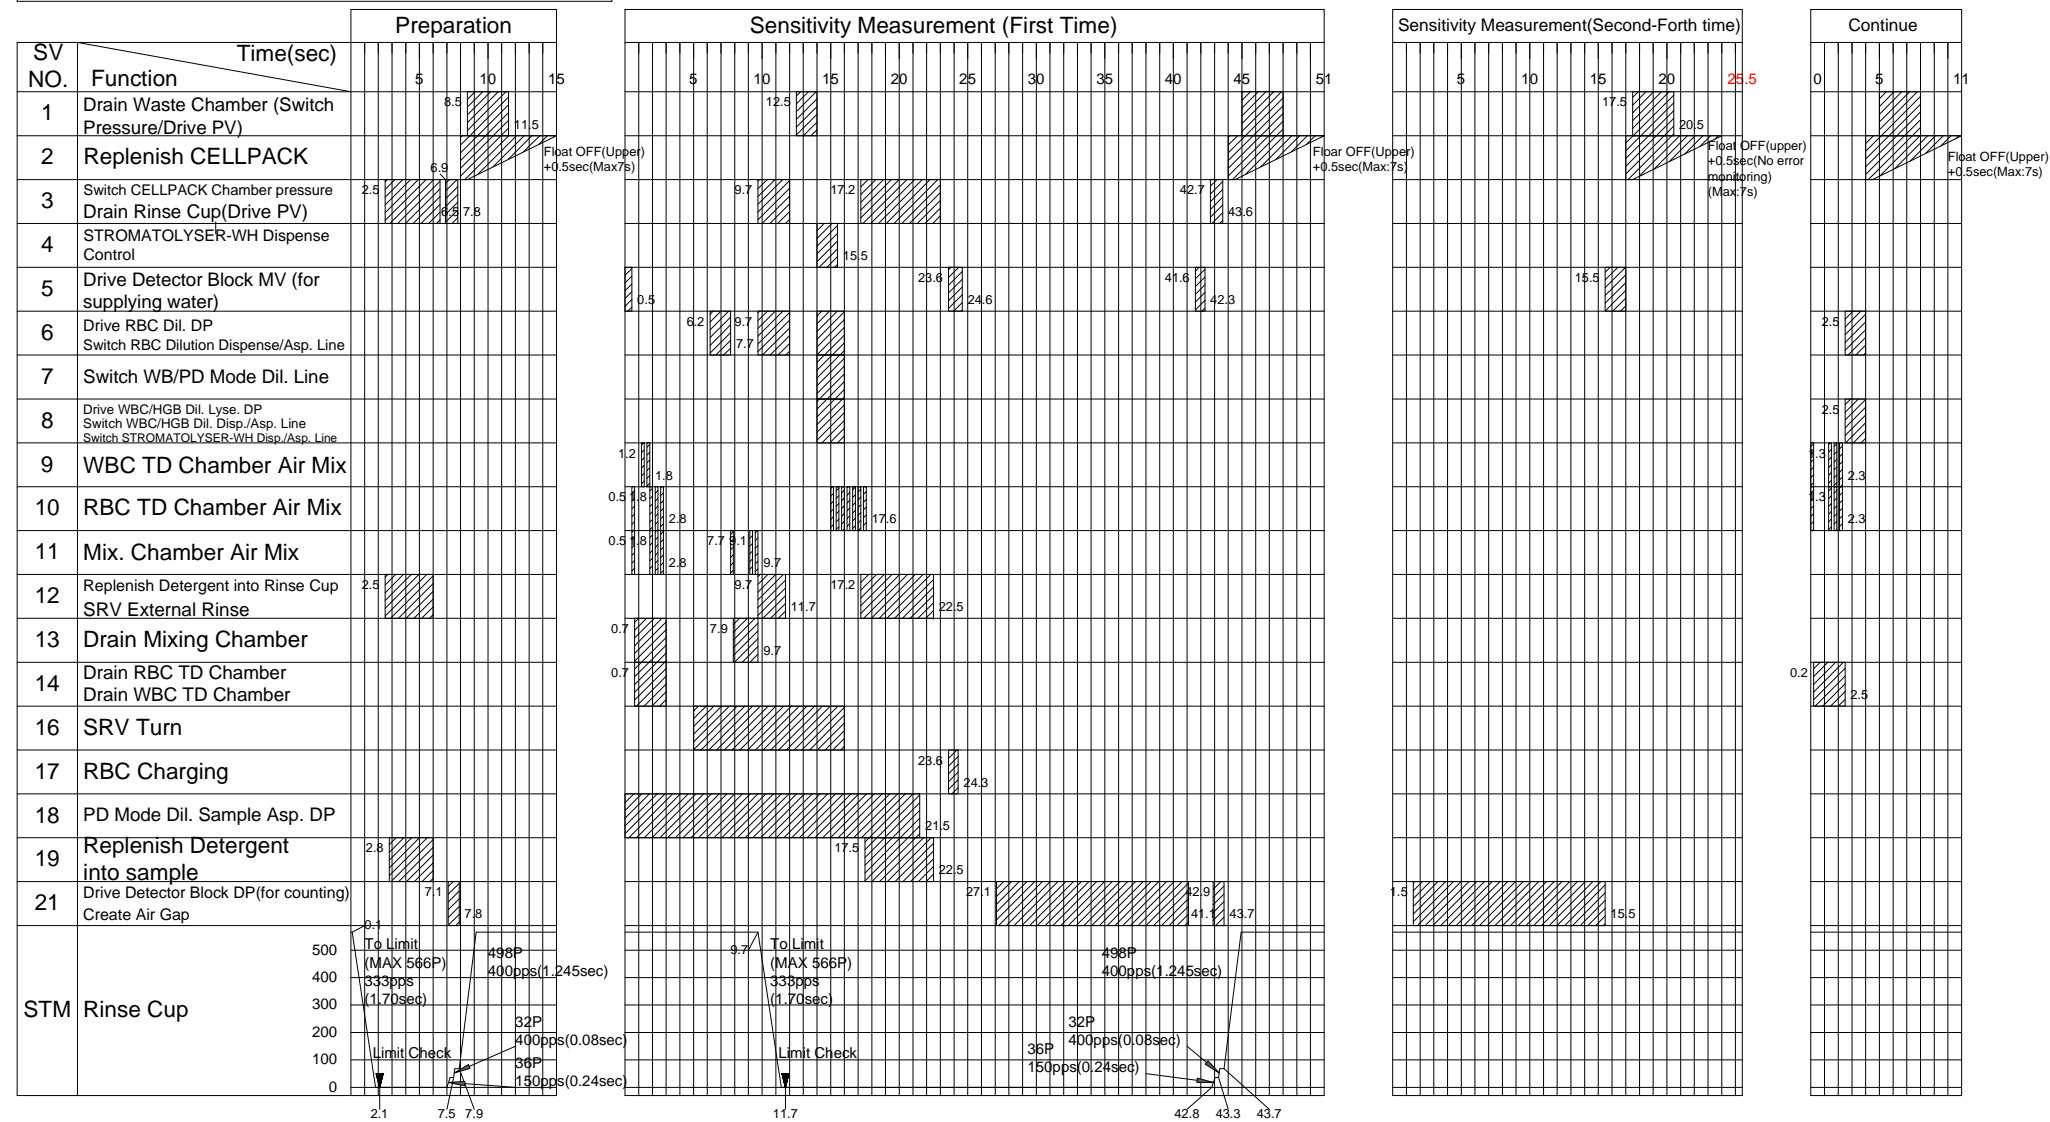 Preparation
Sensitivity Measurement (First Time)
Sensitivity Measurement(Second-Forth time)
Continue
SV NO.
Time(sec)
Function
5 10 15
5 10 15 20 25 30 35 40 45 51
5 10 15 20 25.5
0 5 11
1
Drain Waste Chamber (Switch
Pressure/Drive PV)
8.5
11.5
12.5
17.5
20.5
2
Replenish CELLPACK
Float OFF(Upper)
+0.5sec(Max7s)
Floar OFF(Upper)
+0.5sec(Max:7s)
Float OFF(upper)
+0.5sec(No error
monitoring)
(Max:7s)
Float OFF(Upper)
+0.5sec(Max:7s)
3
Switch CELLPACK Chamber pressure
Drain Rinse Cup(Drive PV)
2.5
6.9
6.5
7.8
9.7
17.2
42.7
43.6
4
STROMATOLYSER-WH Dispense
Control
15.5
5
Drive Detector Block MV (for
supplying water)
0.5
23.6
24.6
41.6
42.3
15.5
6
Drive RBC Dil. DP
Switch RBC Dilution Dispense/Asp. Line
6.2
7.7
9.7
2.5
7
Switch WB/PD Mode Dil. Line
8
Drive WBC/HGB Dil. Lyse. DP
Switch WBC/HGB Dil. Disp./Asp. Line
Switch STROMATOLYSER-WH Disp./Asp. Line
2.5
9
WBC TD Chamber Air Mix
1.2
1.8
1.3
2.3
10
RBC TD Chamber Air Mix
0.5
1.8
2.8
17.6
1.3
2.3
11
Mix. Chamber Air Mix
0.5
1.8
2.8
7.7
9.1
9.7
12
Replenish Detergent into Rinse Cup
SRV External Rinse
2.5
9.7
11.7
17.2
22.5
13
Drain Mixing Chamber
0.7
7.9
9.7
14
Drain RBC TD Chamber
Drain WBC TD Chamber
0.7
0.2
2.5
16
SRV Turn
17
RBC Charging
23.6
24.3
18
PD Mode Dil. Sample Asp. DP
21.5
19
Replenish Detergent
into sample
2.8
17.5
22.5
21
Drive Detector Block DP(for counting)
Create Air Gap
7.1
7.8
27.1
41.1
42.9
43.7
1.5
15.5
STM
Rinse Cup
500
400
300
200
100
0
0.1
To Limit
(MAX 566P)
333pps
(1.70sec)
Limit Check
498P
400pps(1.245sec)
32P
400pps(0.08sec)
36P
150pps(0.24sec)
2.1
7.5
7.9
9.7
To Limit
(MAX 566P)
333pps
(1.70sec)
Limit Check
498P
400pps(1.245sec)
32P
400pps(0.08sec)
36P
150pps(0.24sec)
11.7
42.8
43.3
43.7